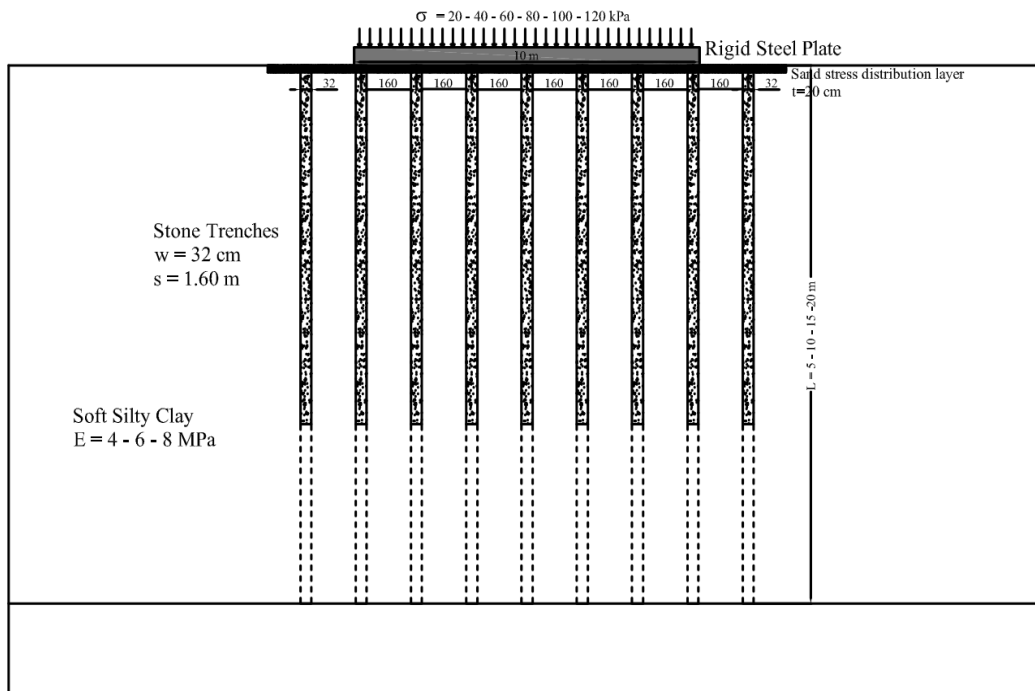 σ = 20 - 40 - 60 - 80 - 100 - 120 kPa
10 m
Rigid Steel Plate
Sand stress distribution layer
t=20 cm
32 160 160 160 160 160 160 160 32
Stone Trenches
w = 32 cm
s = 1.60 m
L = 5 - 10 - 15 -20 m
Soft Silty Clay
E = 4 - 6 - 8 MPa